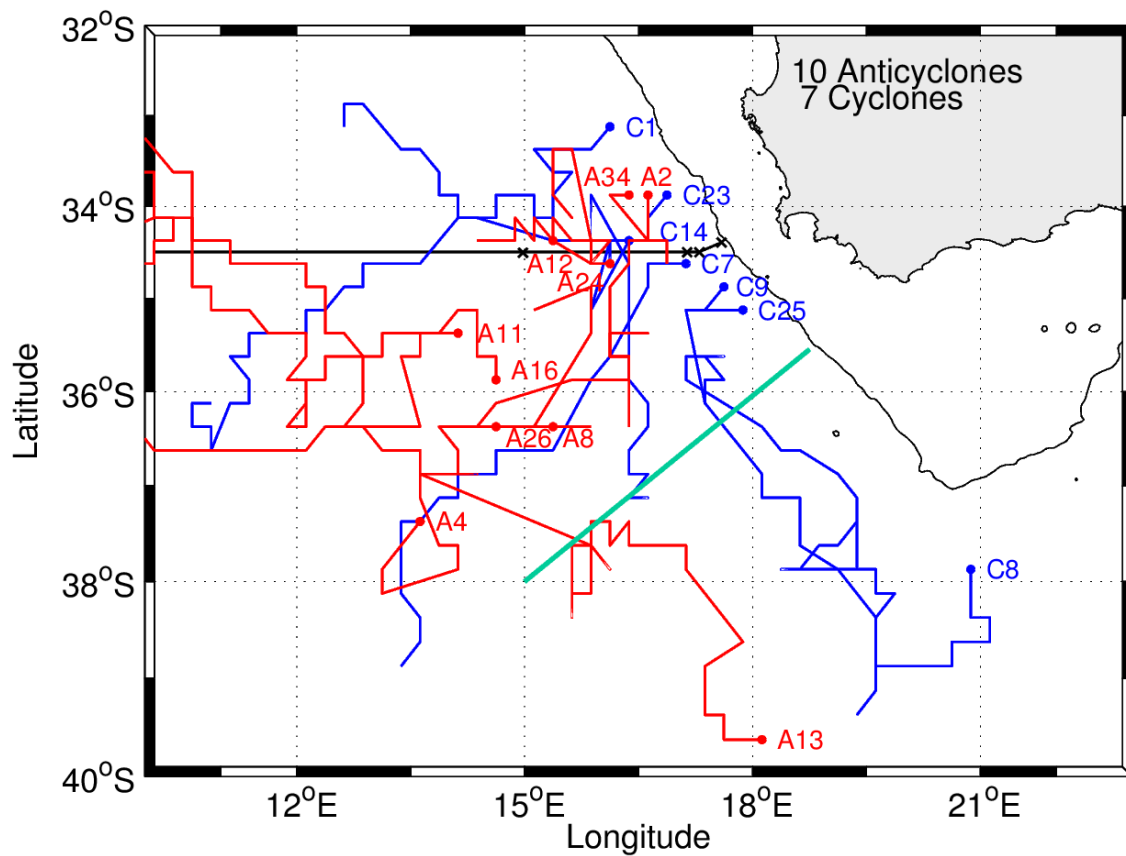 32°S
10 Anticyclones
7 Cyclones
C1
A34
A2
C23
34°S
C14
A12
C7
A24
C9
C25
A11
A16
36°S
A26
A8
A4
38°S
C8
A13
40°S
12°E
15°E
18°E
21°E
Longitude
Latitude